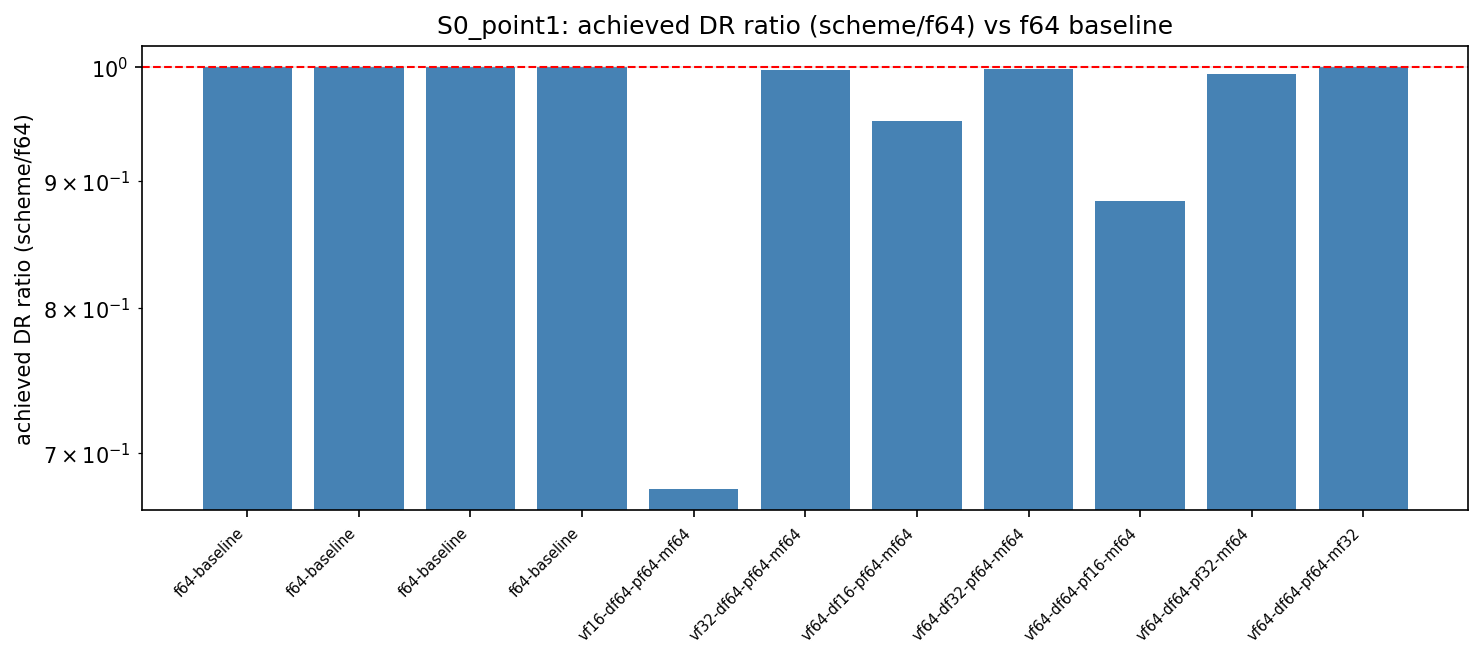 S0_point1: achieved DR ratio (scheme/f64) vs f64 baseline
achieved DR ratio (scheme/f64)
10⁰
9 × 10⁻¹
8 × 10⁻¹
7 × 10⁻¹
f64-baseline
f64-baseline
f64-baseline
f64-baseline
vf16-df64-pf64-mf64
vf32-df64-pf64-mf64
vf64-df16-pf64-mf64
vf64-df32-pf64-mf64
vf64-df64-pf16-mf64
vf64-df64-pf32-mf64
vf64-df64-pf64-mf32